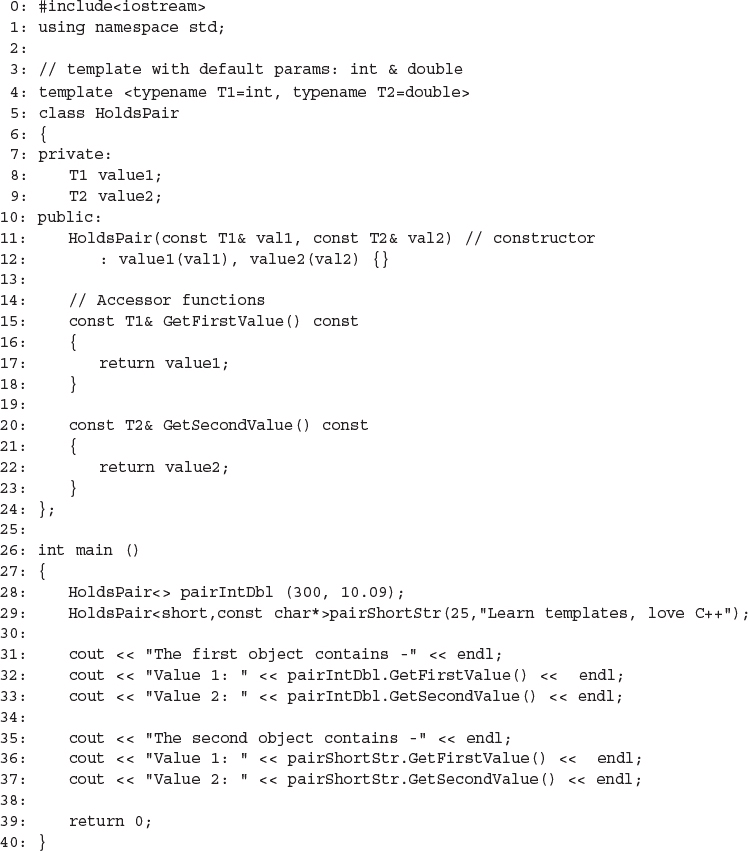 0: #include<iostream>
1: using namespace std;
2:
3: // template with default params: int & double
4: template <typename T1=int, typename T2=double>
5: class HoldsPair
6: {
7: private:
8:    T1 value1;
9:    T2 value2;
10: public:
11:    HoldsPair(const T1& val1, const T2& val2) // constructor
12:       : value1(val1), value2(val2) {}
13:
14:    // Accessor functions
15:    const T1& GetFirstValue() const
16:    {
17:       return value1;
18:    }
19:
20:    const T2& GetSecondValue() const
21:    {
22:       return value2;
23:    }
24: };
25:
26: int main ()
27: {
28:    HoldsPair<> pairIntDbl (300, 10.09);
29:    HoldsPair<short,const char*>pairShortStr(25,"Learn templates, love C++");
30:
31:    cout << "The first object contains -" << endl;
32:    cout << "Value 1: " << pairIntDbl.GetFirstValue() <<  endl;
33:    cout << "Value 2: " << pairIntDbl.GetSecondValue() << endl;
34:
35:    cout << "The second object contains -" << endl;
36:    cout << "Value 1: " << pairShortStr.GetFirstValue() <<  endl;
37:    cout << "Value 2: " << pairShortStr.GetSecondValue() << endl;
38:
39:    return 0;
40: }